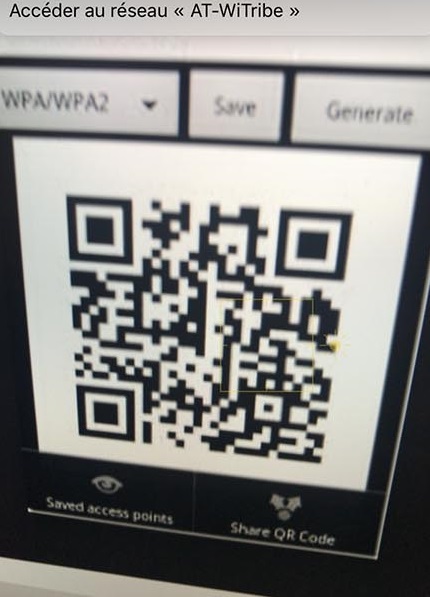 Accéder au réseau « AT-WiTribe »
WPA/WPA2
Save
Generate
Saved access points
Share QR Code